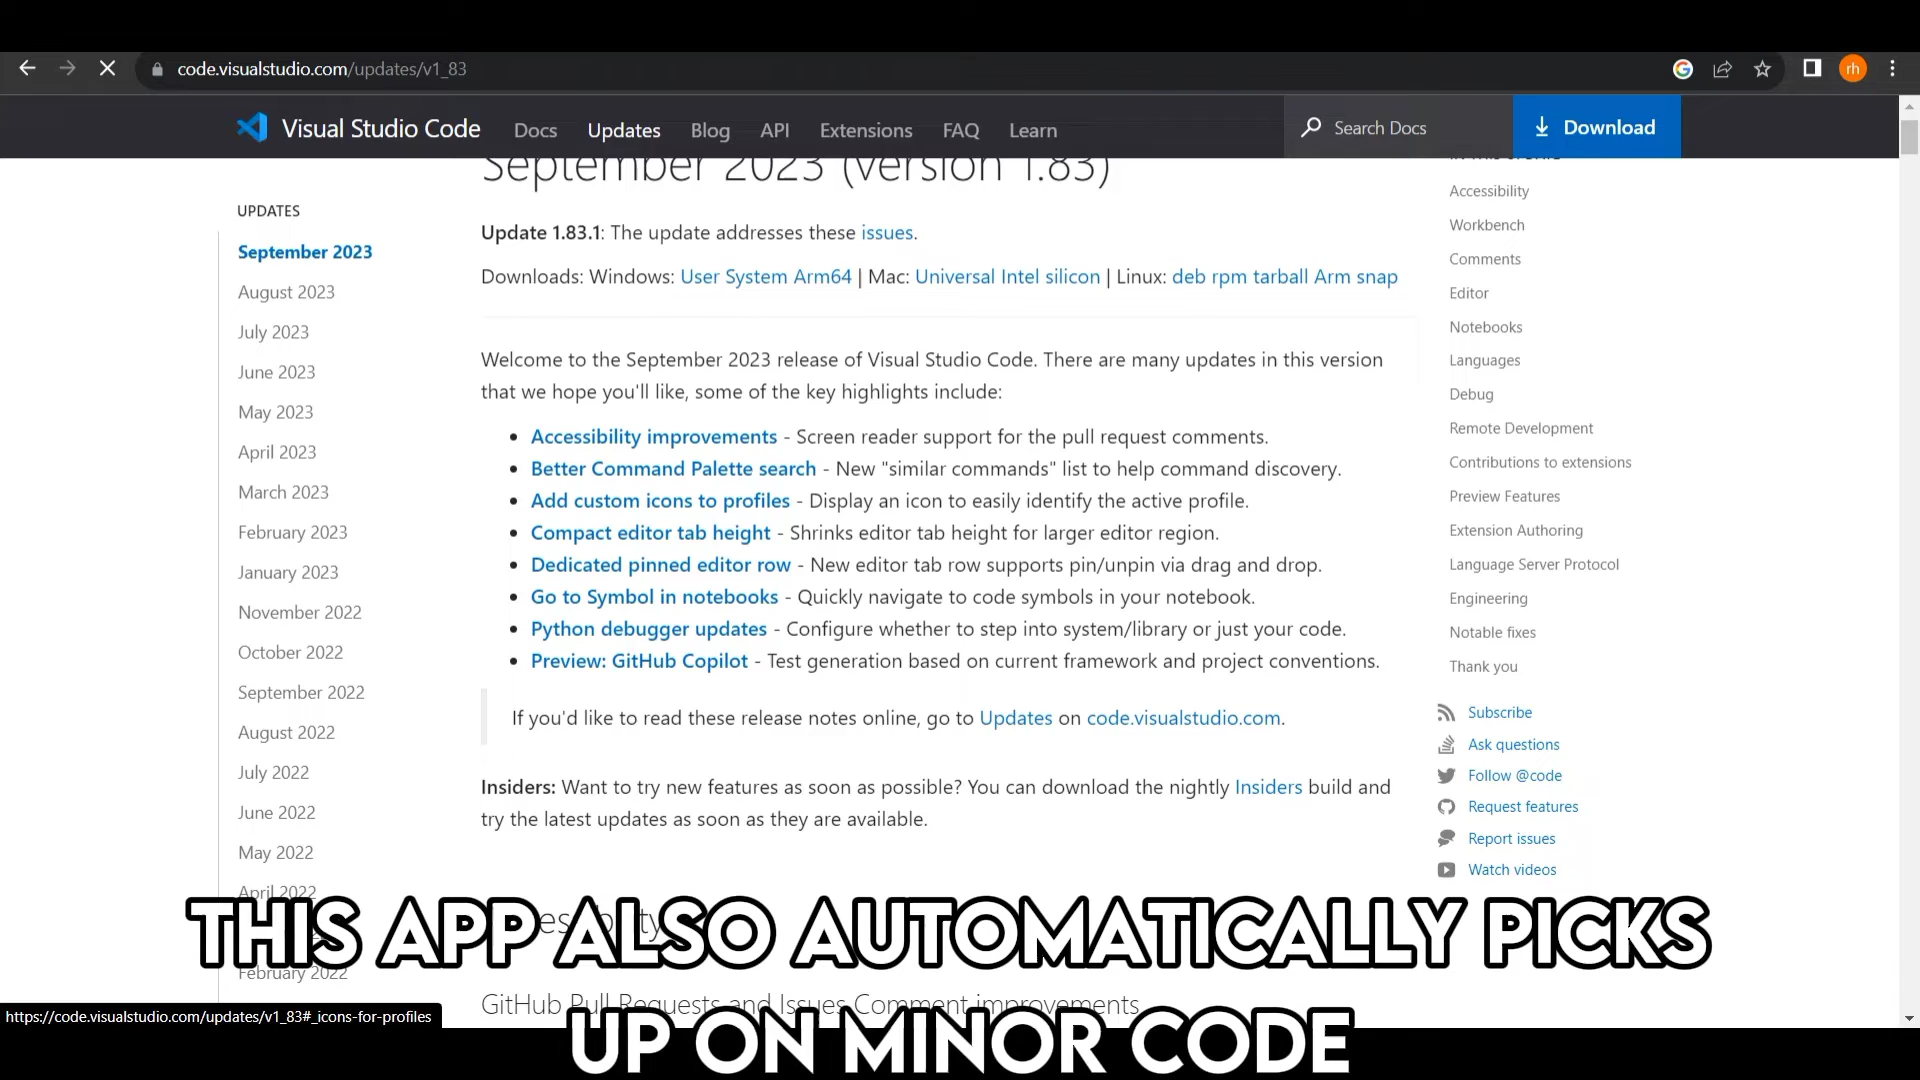 code.visualstudio.com/updates/v1_83
rh
Visual Studio Code
Docs
Updates
Blog
API
Extensions
FAQ
Learn
Search Docs
Download
September 2023 (version 1.83)
UPDATES
September 2023
August 2023
July 2023
June 2023
May 2023
April 2023
March 2023
February 2023
January 2023
November 2022
October 2022
September 2022
August 2022
July 2022
June 2022
May 2022
April 2022
February 2022
Update 1.83.1: The update addresses these issues.
Downloads: Windows: User System Arm64 | Mac: Universal Intel silicon | Linux: deb rpm tarball Arm snap
Welcome to the September 2023 release of Visual Studio Code. There are many updates in this version
that we hope you'll like, some of the key highlights include:
• Accessibility improvements - Screen reader support for the pull request comments.
• Better Command Palette search - New "similar commands" list to help command discovery.
• Add custom icons to profiles - Display an icon to easily identify the active profile.
• Compact editor tab height - Shrinks editor tab height for larger editor region.
• Dedicated pinned editor row - New editor tab row supports pin/unpin via drag and drop.
• Go to Symbol in notebooks - Quickly navigate to code symbols in your notebook.
• Python debugger updates - Configure whether to step into system/library or just your code.
• Preview: GitHub Copilot - Test generation based on current framework and project conventions.
If you'd like to read these release notes online, go to Updates on code.visualstudio.com.
Insiders: Want to try new features as soon as possible? You can download the nightly Insiders build and
try the latest updates as soon as they are available.
GitHub Pull Requests and Issues Comment improvements
Accessibility
Workbench
Comments
Editor
Notebooks
Languages
Debug
Remote Development
Contributions to extensions
Preview Features
Extension Authoring
Language Server Protocol
Engineering
Notable fixes
Thank you
Subscribe
Ask questions
Follow @code
Request features
Report issues
Watch videos
THIS APP ALSO AUTOMATICALLY PICKS
UP ON MINOR CODE
https://code.visualstudio.com/updates/v1_83#_icons-for-profiles